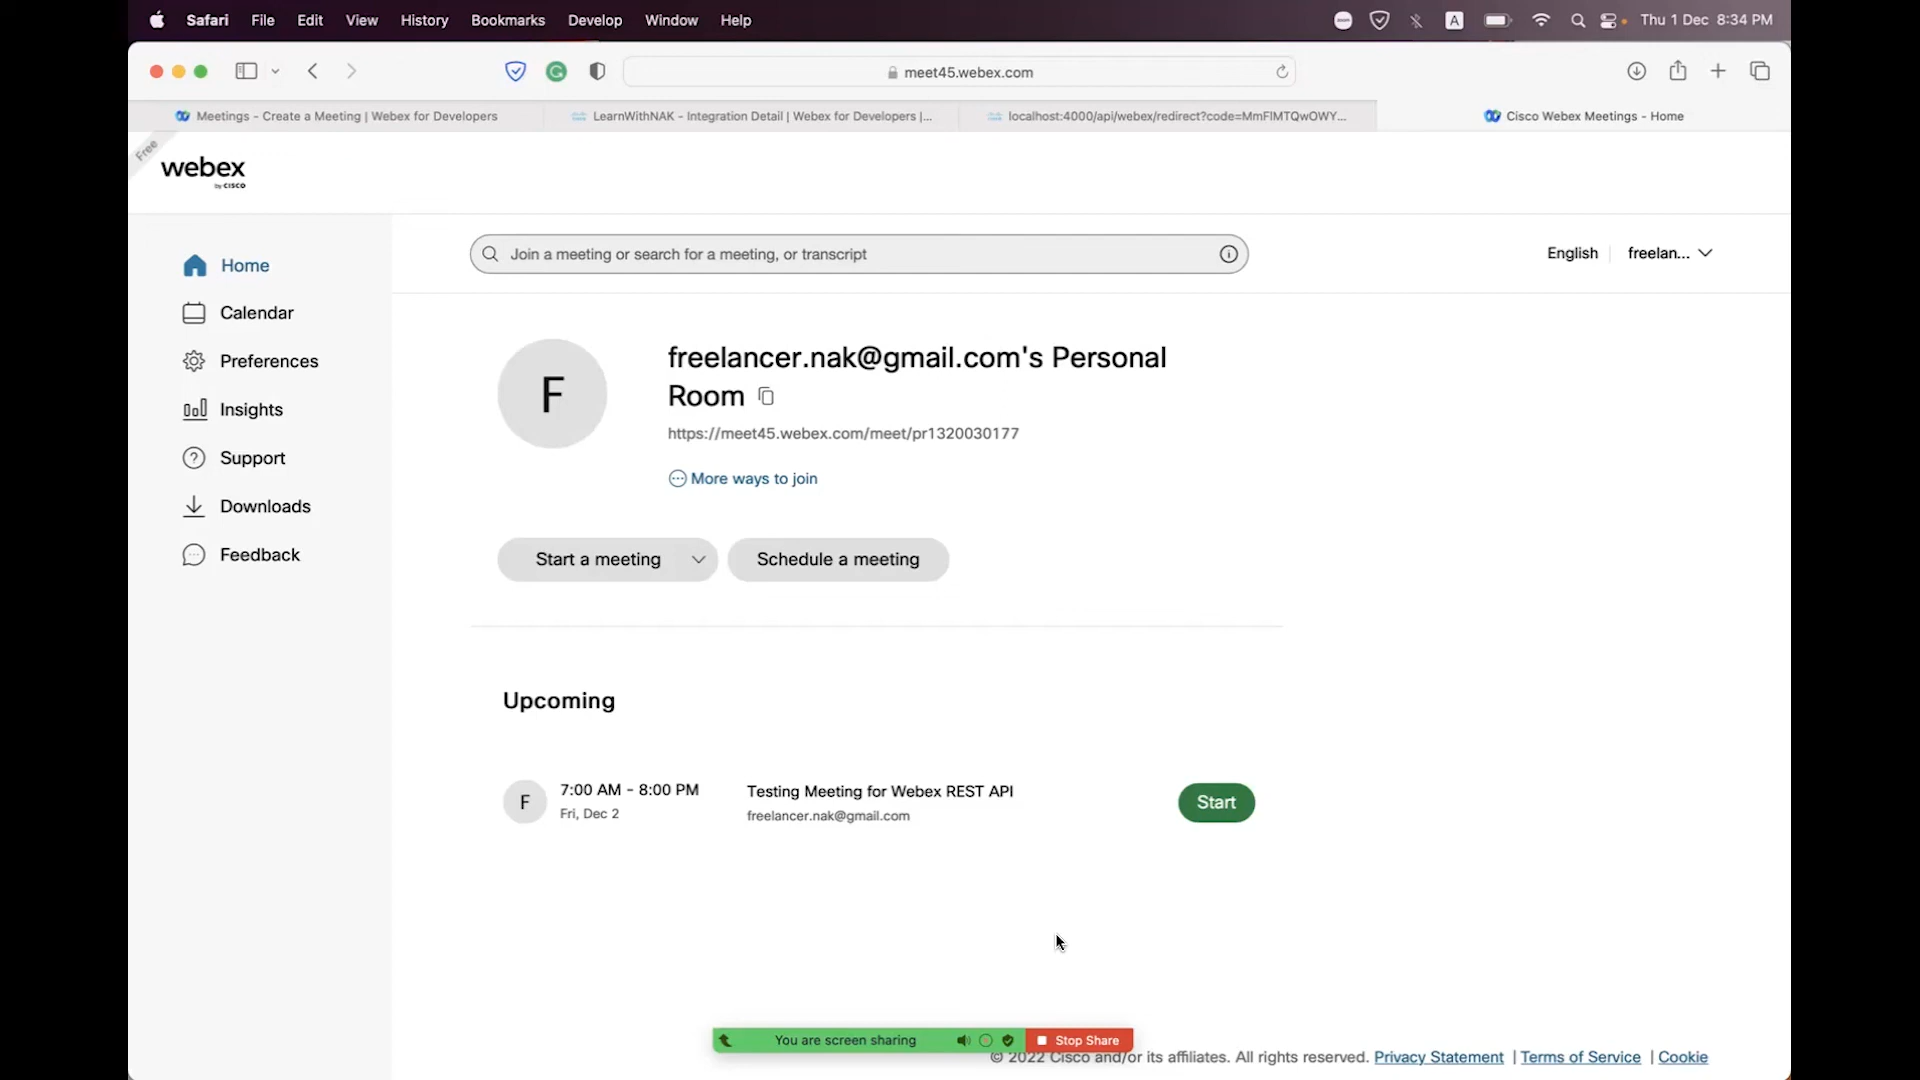 Safari File Edit View History Bookmarks Develop Window Help A Thu 1 Dec 8:34 PM
meet45.webex.com
Meetings - Create a Meeting | Webex for Developers
LearnWithNAK - Integration Detail | Webex for Developers |...
localhost:4000/api/webex/redirect?code=MmFlMTQwOWY...
Cisco Webex Meetings - Home
Free
webex
by CISCO
Home
Calendar
Preferences
Insights
Support
Downloads
Feedback
Join a meeting or search for a meeting, or transcript
English
freelan...
F
freelancer.nak@gmail.com's Personal
Room
https://meet45.webex.com/meet/pr1320030177
More ways to join
Start a meeting
Schedule a meeting
Upcoming
F
7:00 AM - 8:00 PM
Fri, Dec 2
Testing Meeting for Webex REST API
freelancer.nak@gmail.com
Start
You are screen sharing
Stop Share
© 2022 Cisco and/or its affiliates. All rights reserved. Privacy Statement | Terms of Service | Cookie